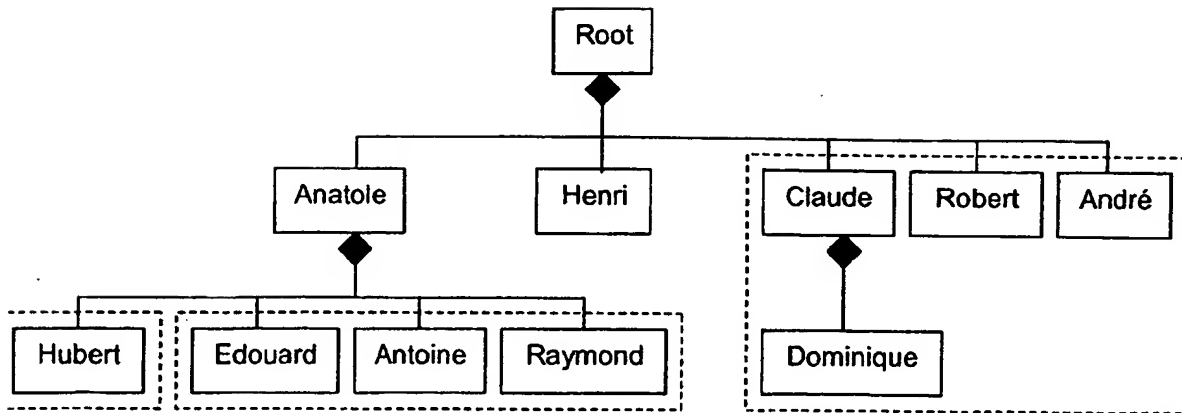 Root
Anatole
Henri
Claude
Robert
André
Hubert
Edouard
Antoine
Raymond
Dominique